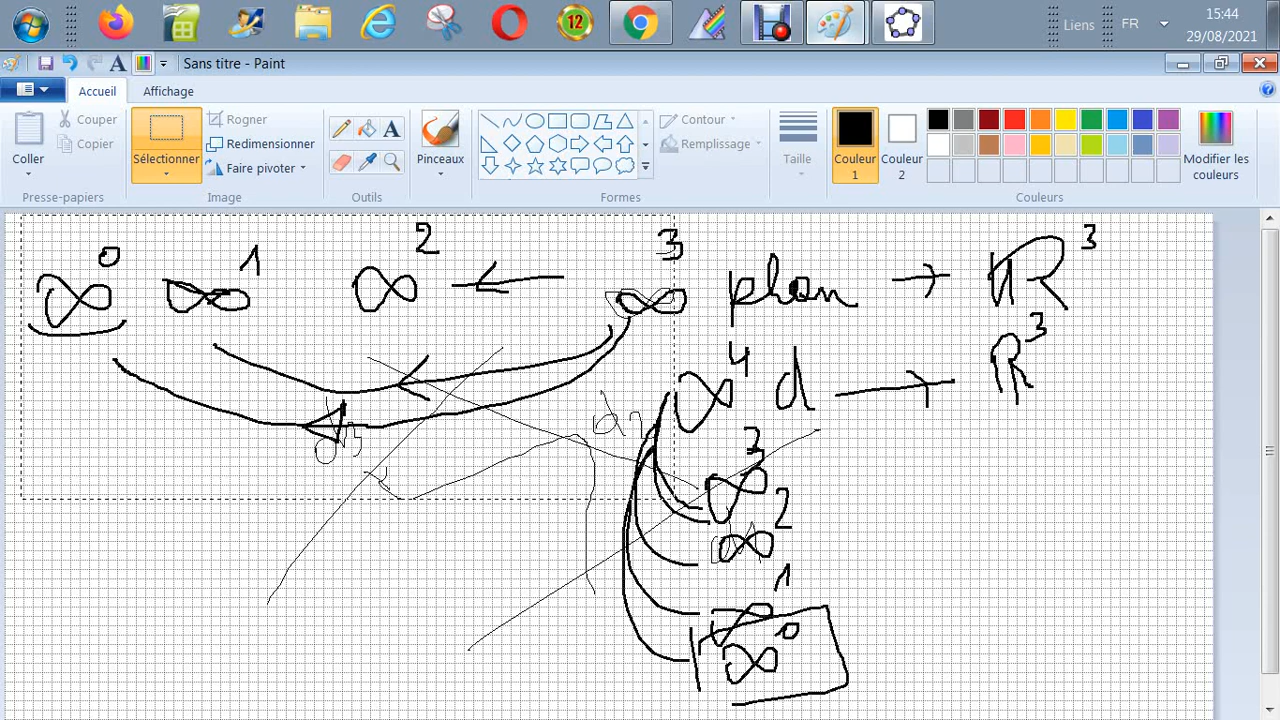 12
Liens
FR
15:44
29/08/2021
Sans titre - Paint
Accueil
Affichage
Coller
Couper
Copier
Presse-papiers
Sélectionner
Rogner
Redimensionner
Faire pivoter
Image
A
Outils
Pinceaux
Formes
Contour
Remplissage
Taille
Couleur 1
Couleur 2
Modifier les couleurs
Couleurs
∞⁰ ∞¹ ∞² ← ∞³ plan → ℝ³
∞⁴ d → ℝ³
∞³
∞²
∞¹
∞⁰